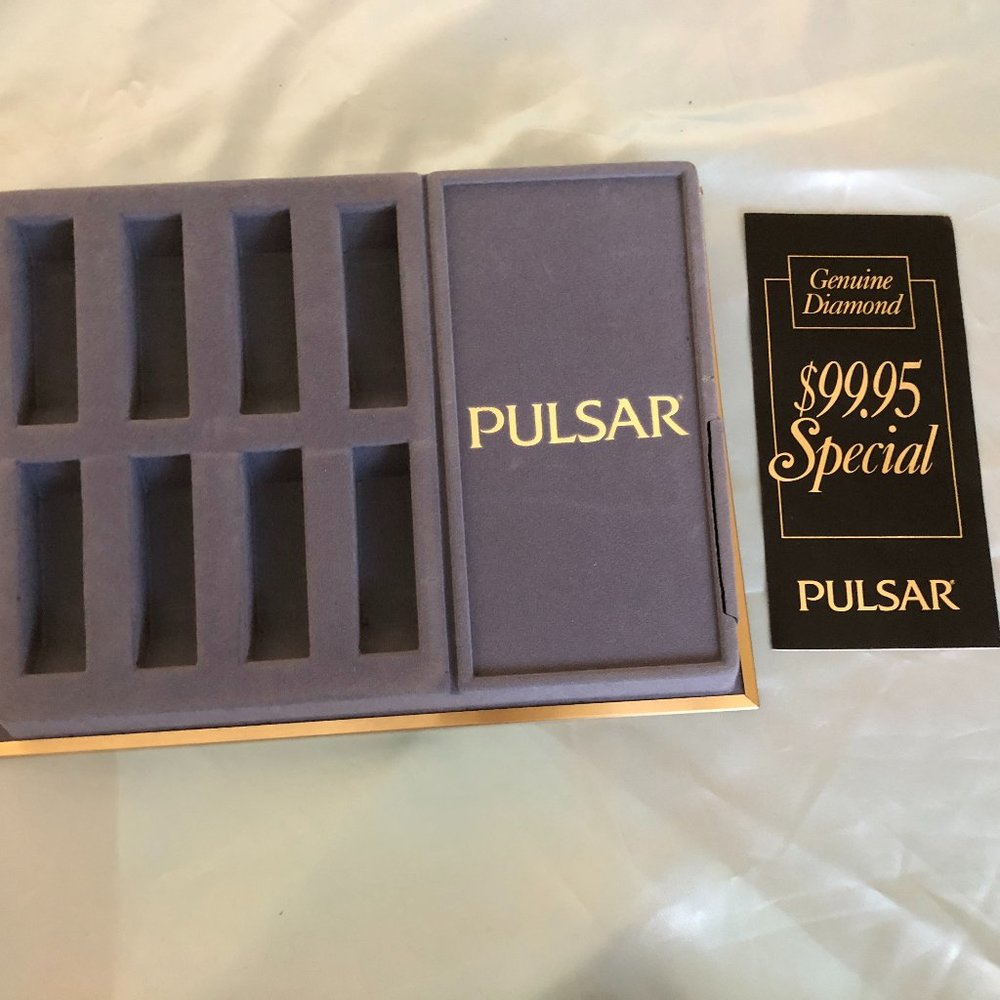 PULSAR
Genuine
Diamond
$99.95
Special
PULSAR